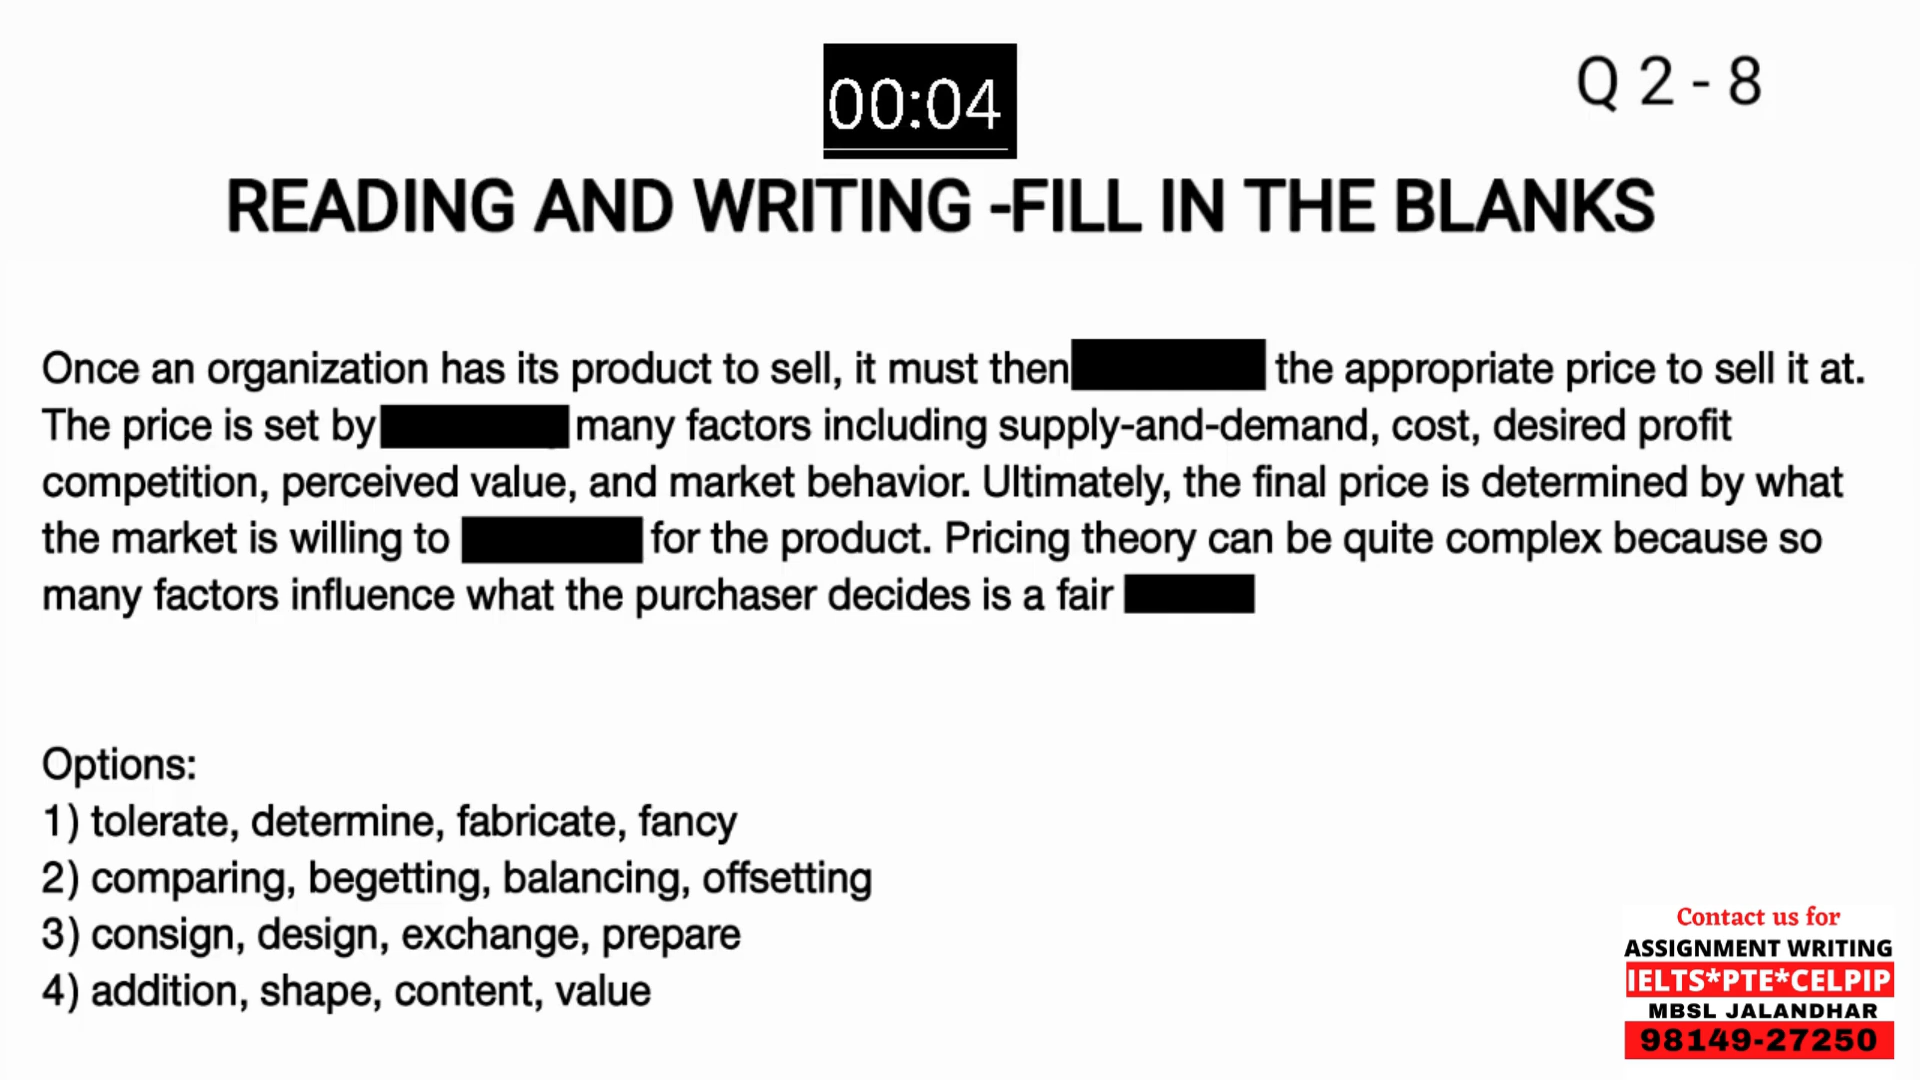 00:04
Q 2 - 8
READING AND WRITING -FILL IN THE BLANKS
Once an organization has its product to sell, it must then the appropriate price to sell it at.
The price is set by many factors including supply-and-demand, cost, desired profit
competition, perceived value, and market behavior. Ultimately, the final price is determined by what
the market is willing to for the product. Pricing theory can be quite complex because so
many factors influence what the purchaser decides is a fair
Options:
1) tolerate, determine, fabricate, fancy
2) comparing, begetting, balancing, offsetting
3) consign, design, exchange, prepare
4) addition, shape, content, value
Contact us for
ASSIGNMENT WRITING
IELTS*PTE*CELPIP
MBSL JALANDHAR
98149-27250